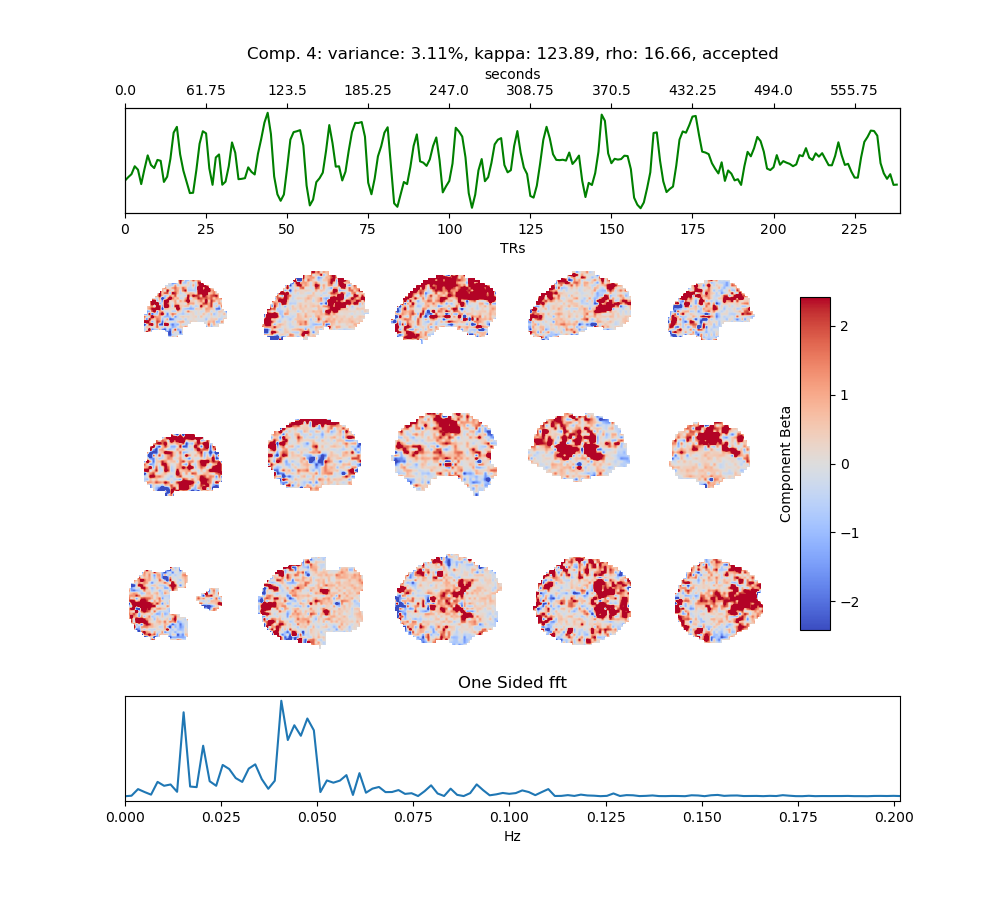 Comp. 4: variance: 3.11%, kappa: 123.89, rho: 16.66, accepted
seconds
0.0 61.75 123.5 185.25 247.0 308.75 370.5 432.25 494.0 555.75
0 25 50 75 100 125 150 175 200 225
TRs
2
1
0
−1
−2
Component Beta
One Sided fft
0.000 0.025 0.050 0.075 0.100 0.125 0.150 0.175 0.200
Hz